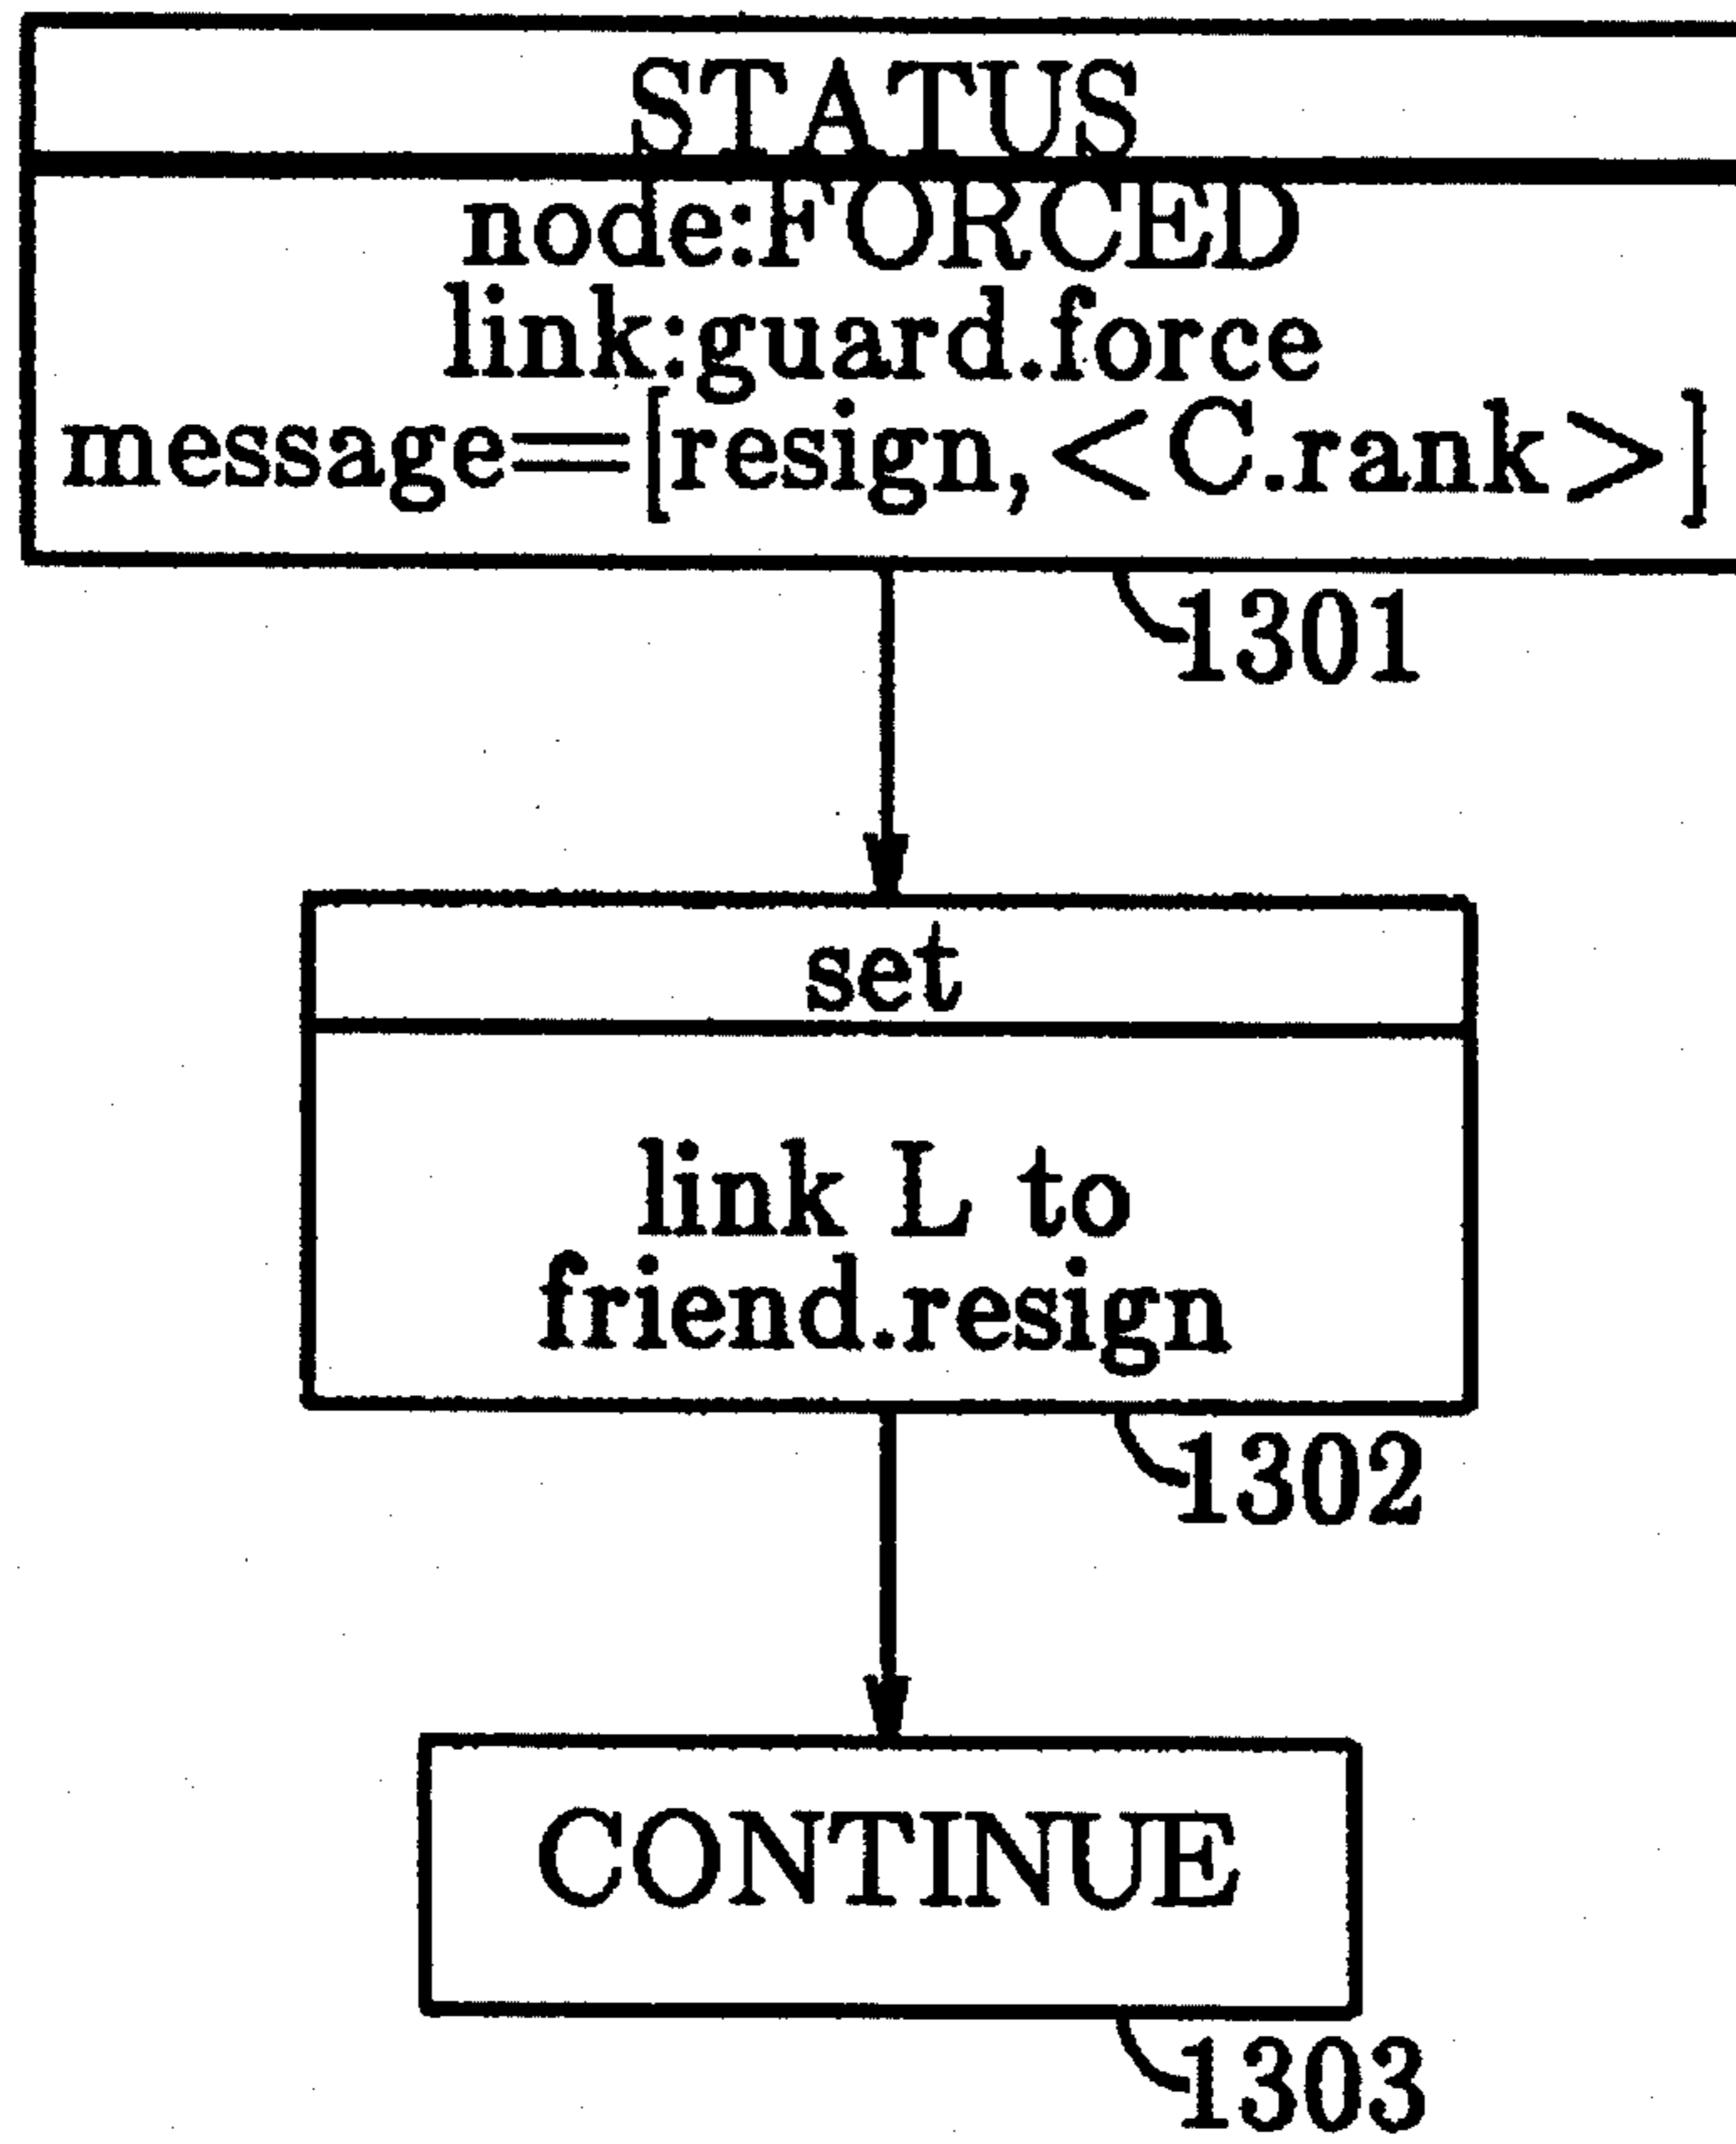 STATUS
node:FORCED
link:guard.force
message=[resign,<C.rank>]
1301
set
link L to
friend.resign
1302
CONTINUE
1303